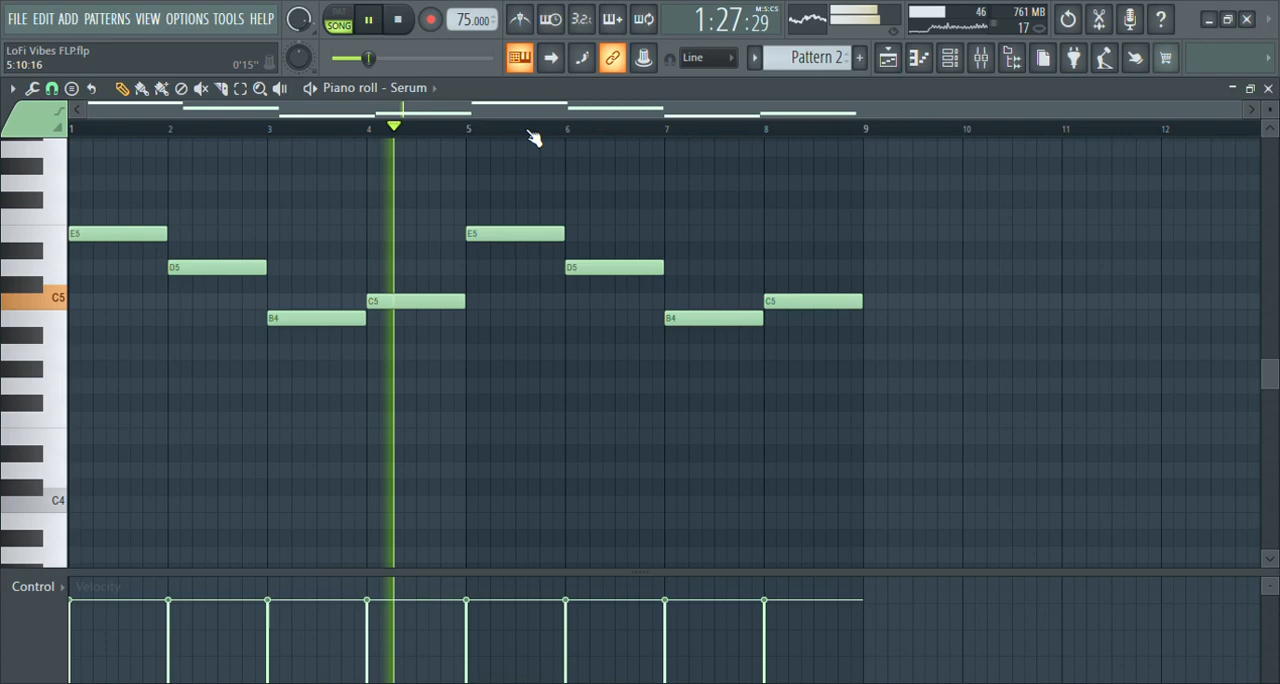 FILE EDIT ADD PATTERNS VIEW OPTIONS TOOLS HELP
PAT
SONG
75.000
3.2
1:27:29
M:S:CS
46
761 MB
17
LoFi Vibes FLP.flp
5:10:16
0'15"
Line
Pattern 2
Piano roll - Serum
1 2 3 4 5 6 7 8 9 10 11 12
E5 E5
D5 D5
C5 C5 C5
B4 B4
C4
Control Velocity